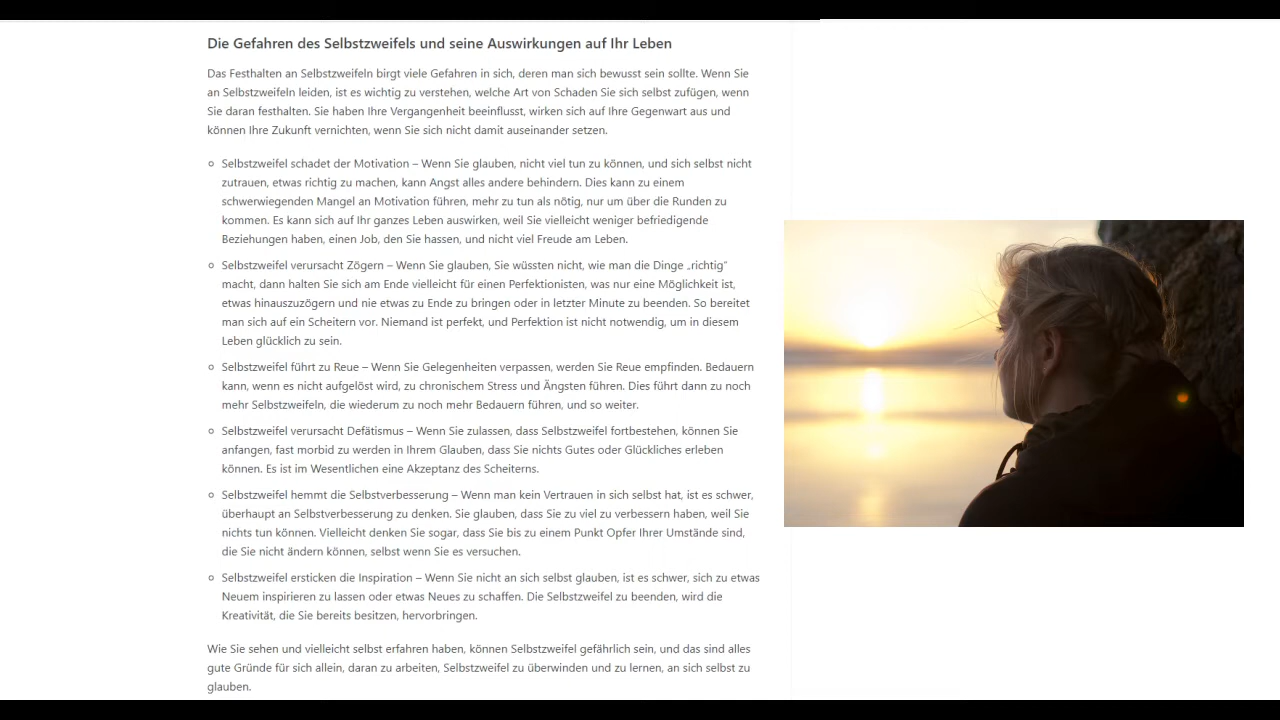 Die Gefahren des Selbstzweifels und seine Auswirkungen auf Ihr Leben
Das Festhalten an Selbstzweifeln birgt viele Gefahren in sich, deren man sich bewusst sein sollte. Wenn Sie
an Selbstzweifeln leiden, ist es wichtig zu verstehen, welche Art von Schaden Sie sich selbst zufügen, wenn
Sie daran festhalten. Sie haben Ihre Vergangenheit beeinflusst, wirken sich auf Ihre Gegenwart aus und
können Ihre Zukunft vernichten, wenn Sie sich nicht damit auseinander setzen.
Selbstzweifel schadet der Motivation – Wenn Sie glauben, nicht viel tun zu können, und sich selbst nicht
zutrauen, etwas richtig zu machen, kann Angst alles andere behindern. Dies kann zu einem
schwerwiegenden Mangel an Motivation führen, mehr zu tun als nötig, nur um über die Runden zu
kommen. Es kann sich auf Ihr ganzes Leben auswirken, weil Sie vielleicht weniger befriedigende
Beziehungen haben, einen Job, den Sie hassen, und nicht viel Freude am Leben.
Selbstzweifel verursacht Zögern – Wenn Sie glauben, Sie wüssten nicht, wie man die Dinge „richtig“
macht, dann halten Sie sich am Ende vielleicht für einen Perfektionisten, was nur eine Möglichkeit ist,
etwas hinauszuzögern und nie etwas zu Ende zu bringen oder in letzter Minute zu beenden. So bereitet
man sich auf ein Scheitern vor. Niemand ist perfekt, und Perfektion ist nicht notwendig, um in diesem
Leben glücklich zu sein.
Selbstzweifel führt zu Reue – Wenn Sie Gelegenheiten verpassen, werden Sie Reue empfinden. Bedauern
kann, wenn es nicht aufgelöst wird, zu chronischem Stress und Ängsten führen. Dies führt dann zu noch
mehr Selbstzweifeln, die wiederum zu noch mehr Bedauern führen, und so weiter.
Selbstzweifel verursacht Defätismus – Wenn Sie zulassen, dass Selbstzweifel fortbestehen, können Sie
anfangen, fast morbid zu werden in Ihrem Glauben, dass Sie nichts Gutes oder Glückliches erleben
können. Es ist im Wesentlichen eine Akzeptanz des Scheiterns.
Selbstzweifel hemmt die Selbstverbesserung – Wenn man kein Vertrauen in sich selbst hat, ist es schwer,
überhaupt an Selbstverbesserung zu denken. Sie glauben, dass Sie zu viel zu verbessern haben, weil Sie
nichts tun können. Vielleicht denken Sie sogar, dass Sie bis zu einem Punkt Opfer Ihrer Umstände sind,
die Sie nicht ändern können, selbst wenn Sie es versuchen.
Selbstzweifel ersticken die Inspiration – Wenn Sie nicht an sich selbst glauben, ist es schwer, sich zu etwas
Neuem inspirieren zu lassen oder etwas Neues zu schaffen. Die Selbstzweifel zu beenden, wird die
Kreativität, die Sie bereits besitzen, hervorbringen.
Wie Sie sehen und vielleicht selbst erfahren haben, können Selbstzweifel gefährlich sein, und das sind alles
gute Gründe für sich allein, daran zu arbeiten, Selbstzweifel zu überwinden und zu lernen, an sich selbst zu
glauben.